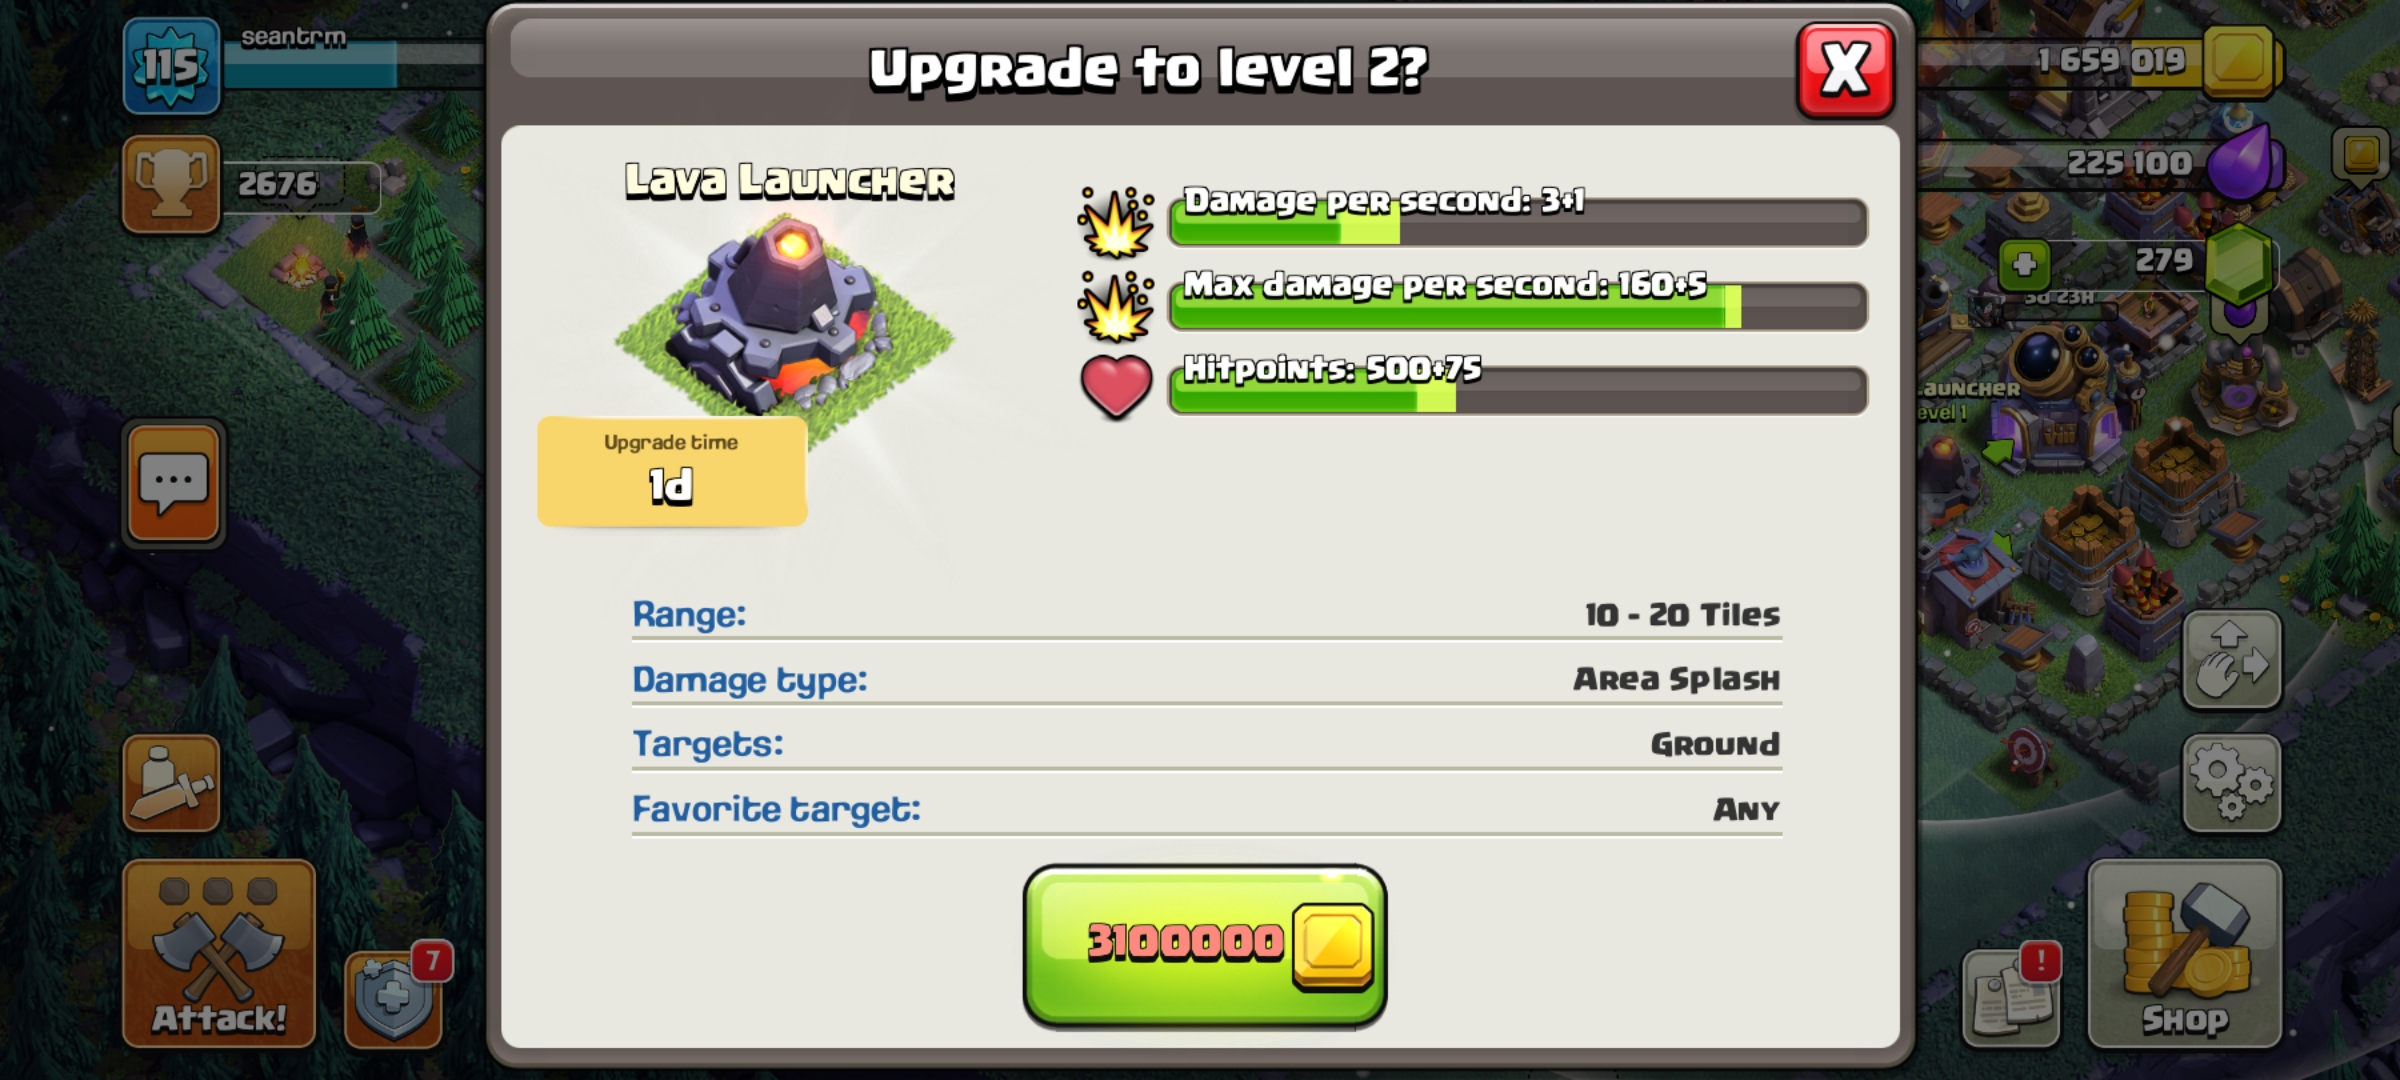 115
seantrm
2676
Upgrade to level 2?
X
1 659 019
225 100
279
5d 23H
Lava Launcher
Damage per second: 3+1
Max damage per second: 160+5
Hitpoints: 500+75
Upgrade time
1d
Range: 10 - 20 Tiles
Damage type: Area Splash
Targets: Ground
Favorite target: Any
3100000
Attack!
7
!
Shop